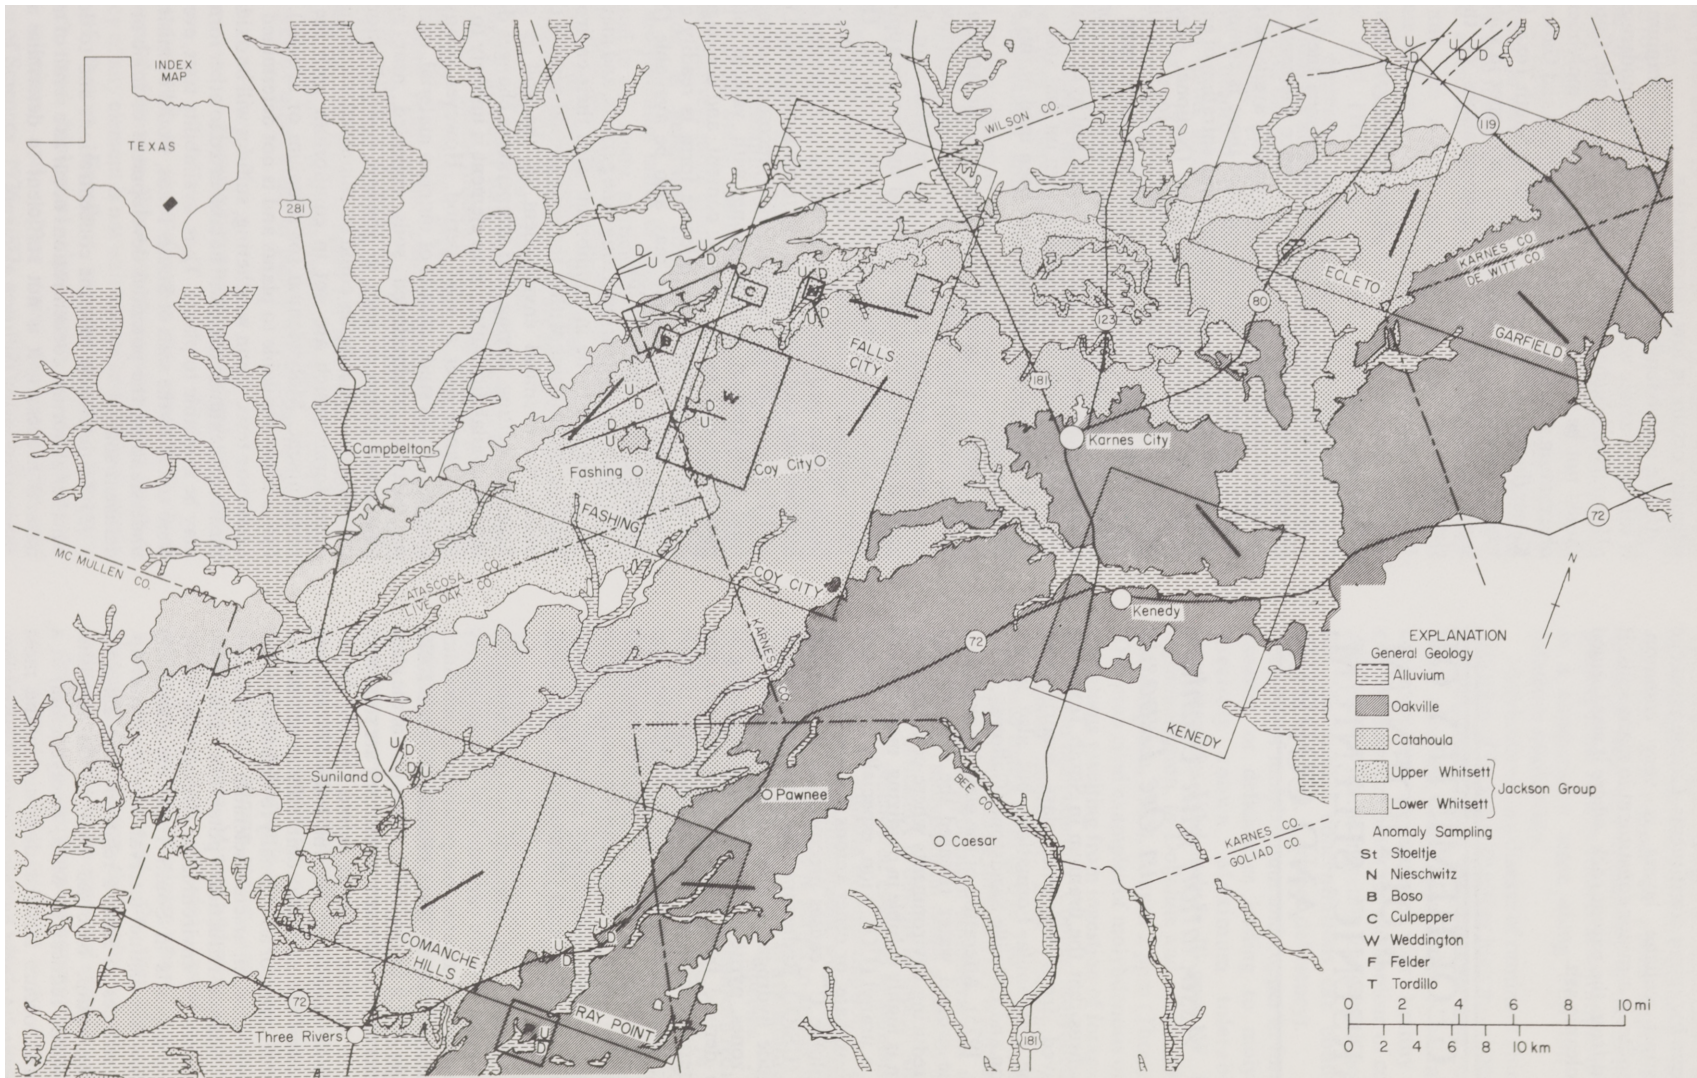 INDEX
MAP
TEXAS
281
WILSON CO.
U
D
U
D
U
D
119
U
D
U
D
KARNES CO.
DE WITT CO.
ECLETO
80
123
C
U
D
N
U
D
T
B
FALLS
CITY
GARFIELD
181
W
U
D
U
D
U
D
U
Campbelton
Karnes City
Fashing
Coy City
FASHING
72
MC MULLEN CO.
ATASCOSA CO.
LIVE OAK CO.
COY CITY
N
Kenedy
KARNES
CO.
72
KENEDY
U
D
D
U
Suniland
Pawnee
BEE CO.
Caesar
KARNES CO.
GOLIAD CO.
COMANCHE
HILLS
U
D
U
D
72
Three Rivers
RAY POINT
U
D
181
EXPLANATION
General Geology
Alluvium
Oakville
Catahoula
Upper Whitsett
Jackson Group
Lower Whitsett
Anomaly Sampling
St Stoeltje
N Nieschwitz
B Boso
C Culpepper
W Weddington
F Felder
T Tordillo
0 2 4 6 8 10 mi
0 2 4 6 8 10 km